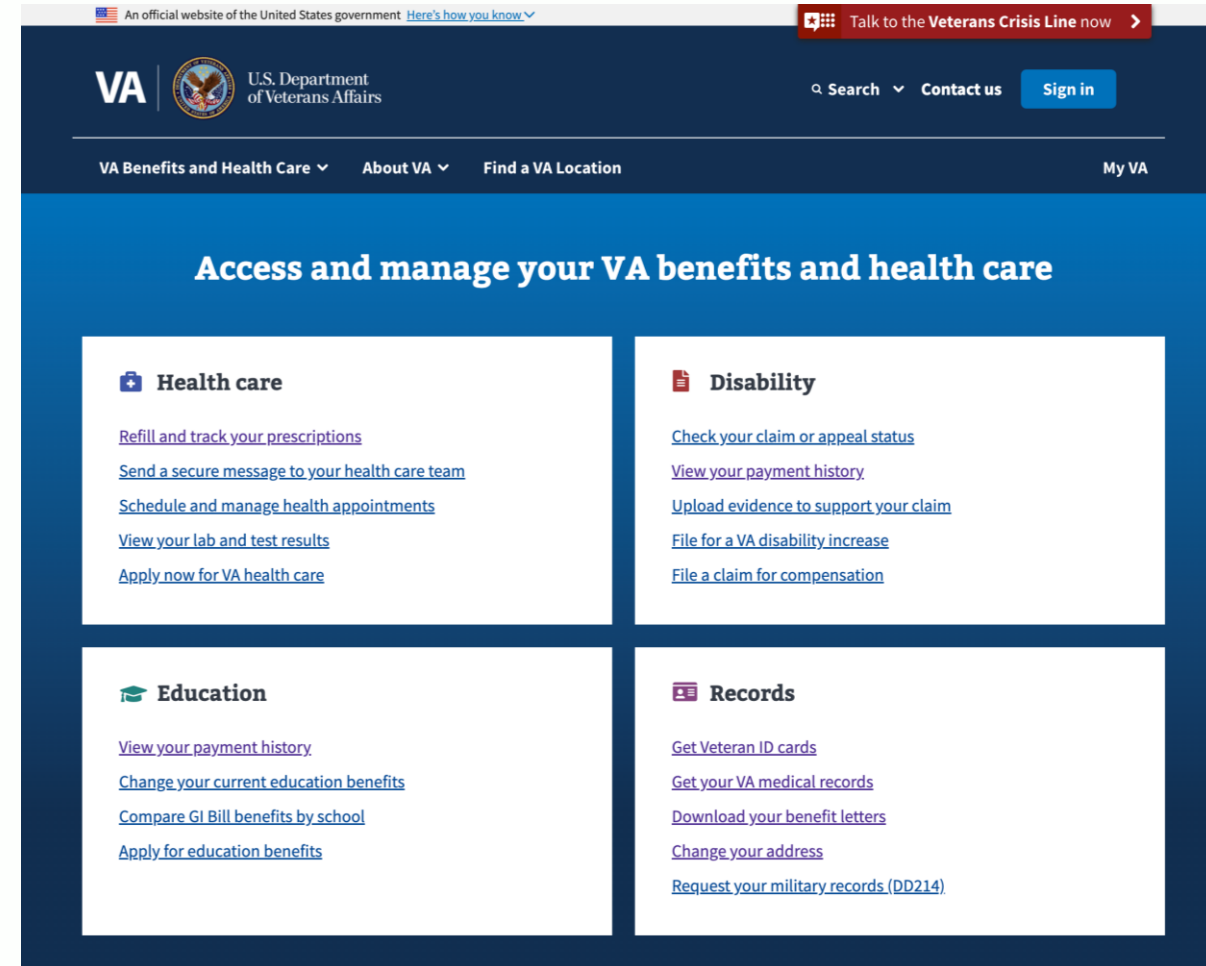 An official website of the United States government Here's how you know
Talk to the Veterans Crisis Line now
VA
U.S. Department
of Veterans Affairs
Search
Contact us
Sign in
VA Benefits and Health Care
About VA
Find a VA Location
My VA
Access and manage your VA benefits and health care
Health care
Refill and track your prescriptions
Send a secure message to your health care team
Schedule and manage health appointments
View your lab and test results
Apply now for VA health care
Disability
Check your claim or appeal status
View your payment history
Upload evidence to support your claim
File for a VA disability increase
File a claim for compensation
Education
View your payment history
Change your current education benefits
Compare GI Bill benefits by school
Apply for education benefits
Records
Get Veteran ID cards
Get your VA medical records
Download your benefit letters
Change your address
Request your military records (DD214)